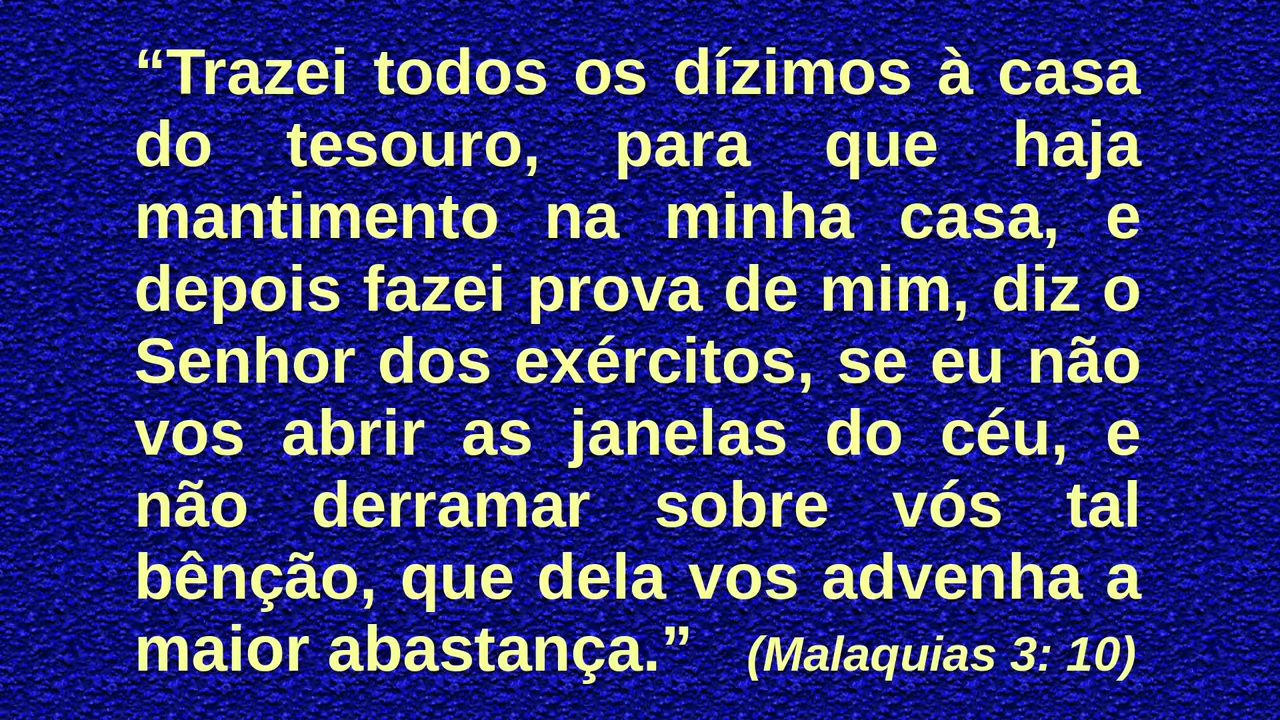 “Trazei todos os dízimos à casa
do tesouro, para que haja
mantimento na minha casa, e
depois fazei prova de mim, diz o
Senhor dos exércitos, se eu não
vos abrir as janelas do céu, e
não derramar sobre vós tal
bênção, que dela vos advenha a
maior abastança.” (Malaquias 3: 10)